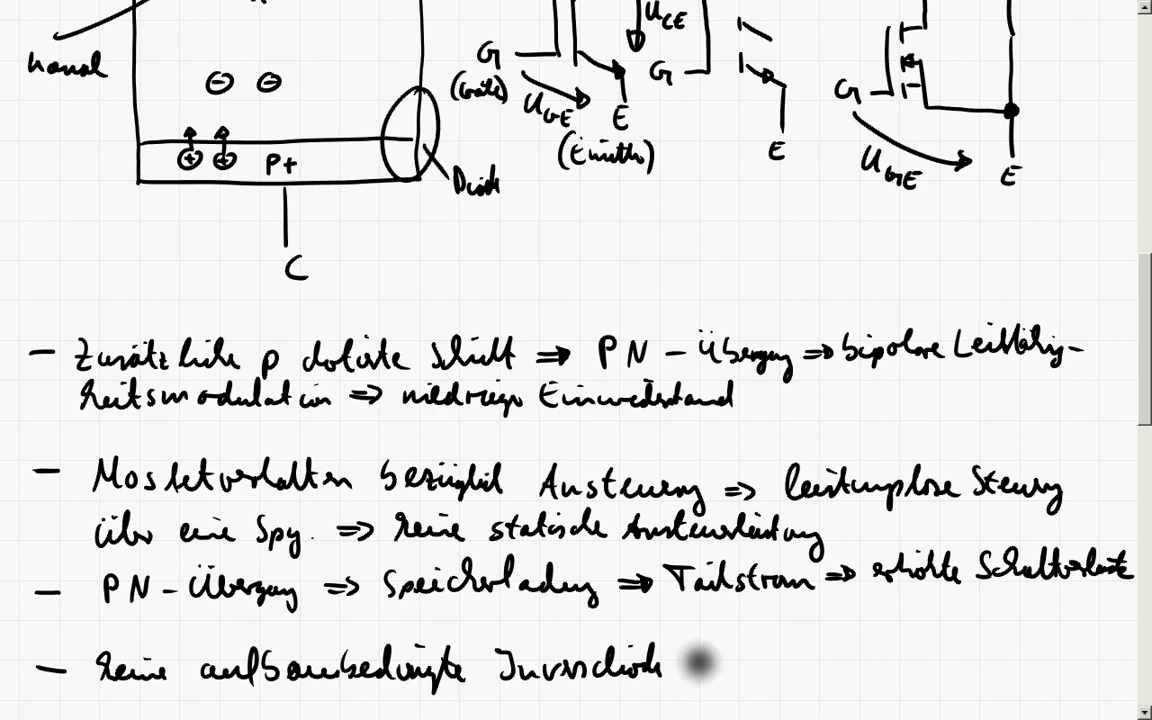 Kanal
G
(Gate)
U_GE
E
(Emitter)
U_CE
G
E
G
U_GE
E
P+
Diode
C
– Zusätzliche p dotierte Schicht ⇒ PN-Übergang ⇒ bipolare Leitfähig-
keitsmodulation ⇒ niedriger Einwiderstand
– Mosfetverhalten bezüglich Ansteuerung ⇒ leistungslose Steuerung
über eine Spg. ⇒ keine statische Ansteuerleistung
– PN-Übergang ⇒ Speicherladung ⇒ Tailstrom ⇒ erhöhte Schaltverluste
– keine aufbaubedingte Inversdiode